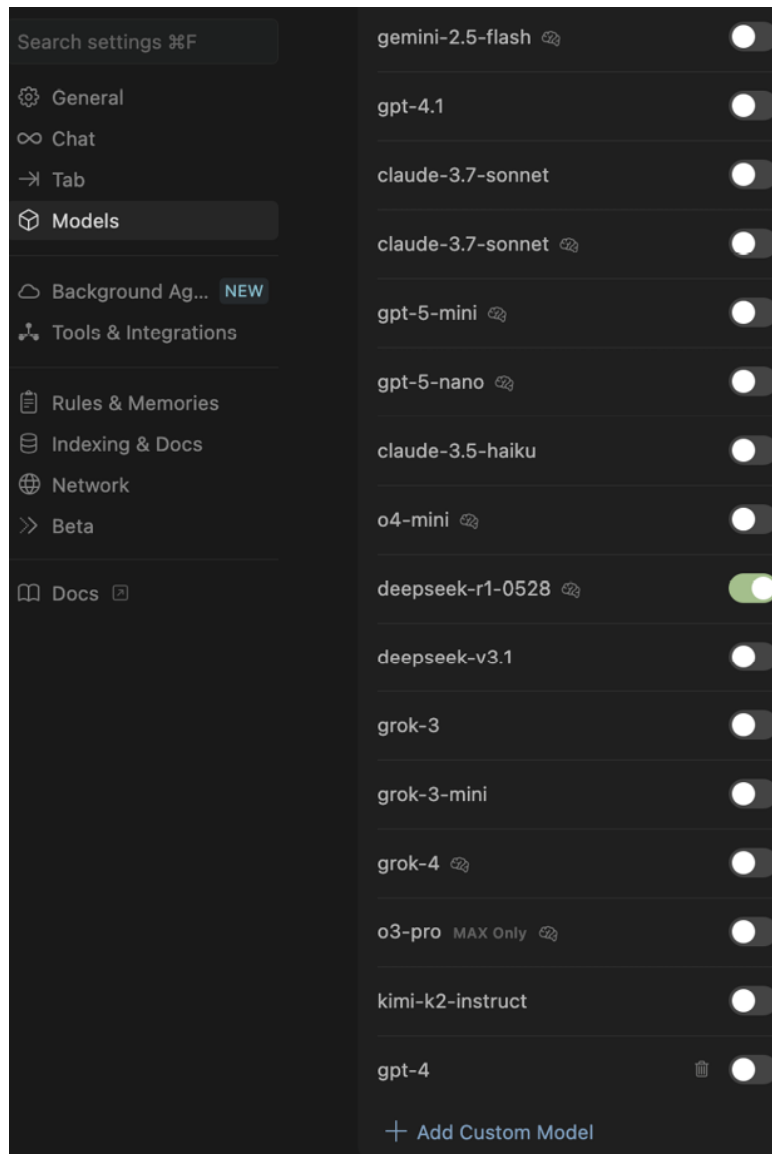 Search settings ⌘F
General
Chat
Tab
Models
Background Ag... NEW
Tools & Integrations
Rules & Memories
Indexing & Docs
Network
Beta
Docs
gemini-2.5-flash
gpt-4.1
claude-3.7-sonnet
claude-3.7-sonnet
gpt-5-mini
gpt-5-nano
claude-3.5-haiku
o4-mini
deepseek-r1-0528
deepseek-v3.1
grok-3
grok-3-mini
grok-4
o3-pro MAX Only
kimi-k2-instruct
gpt-4
+ Add Custom Model